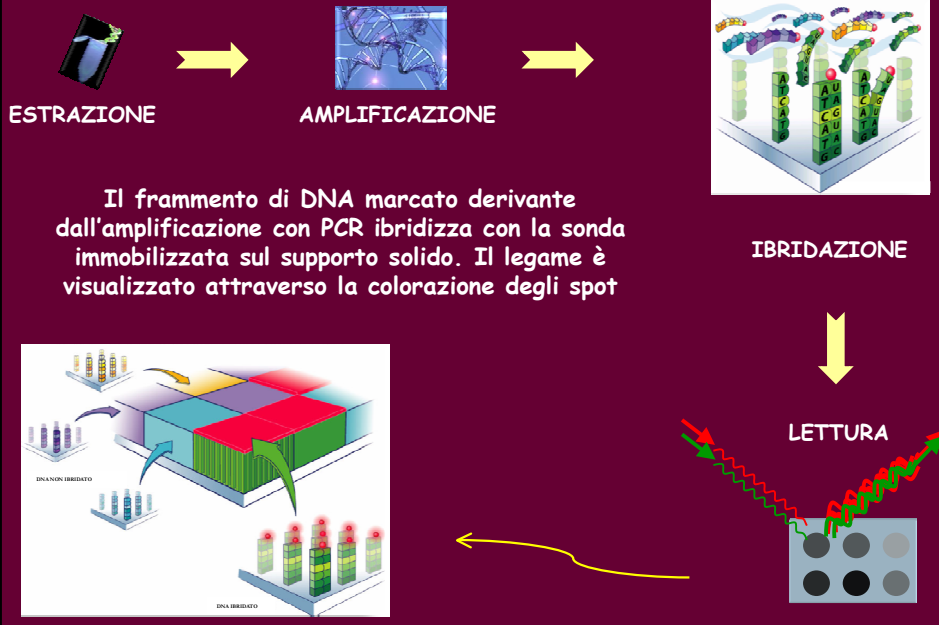 ESTRAZIONE
AMPLIFICAZIONE
Il frammento di DNA marcato derivante
dall'amplificazione con PCR ibridizza con la sonda
immobilizzata sul supporto solido. Il legame è
visualizzato attraverso la colorazione degli spot
IBRIDAZIONE
LETTURA
DNA NON IBRIDATO
DNA IBRIDATO